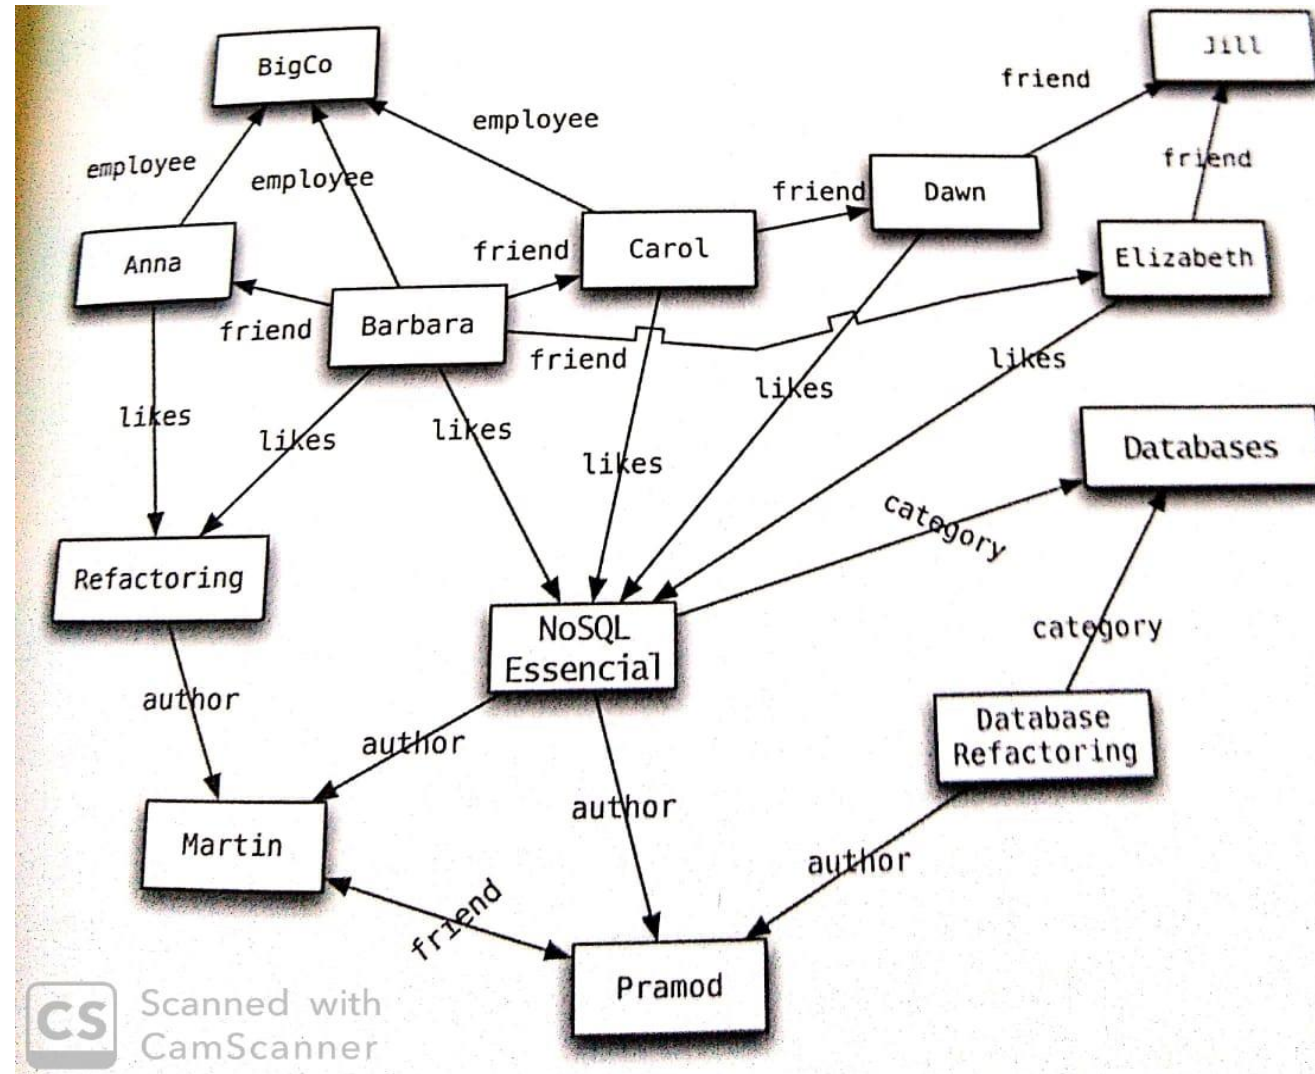 BigCo
Jill
friend
employee
employee
friend
employee
friend
Dawn
Carol
friend
Elizabeth
Anna
Barbara
friend
friend
likes
likes
likes
likes
likes
likes
Databases
category
Refactoring
NoSQL
Essencial
category
author
Database
Refactoring
author
author
Martin
author
friend
Pramod
CS
Scanned with
CamScanner